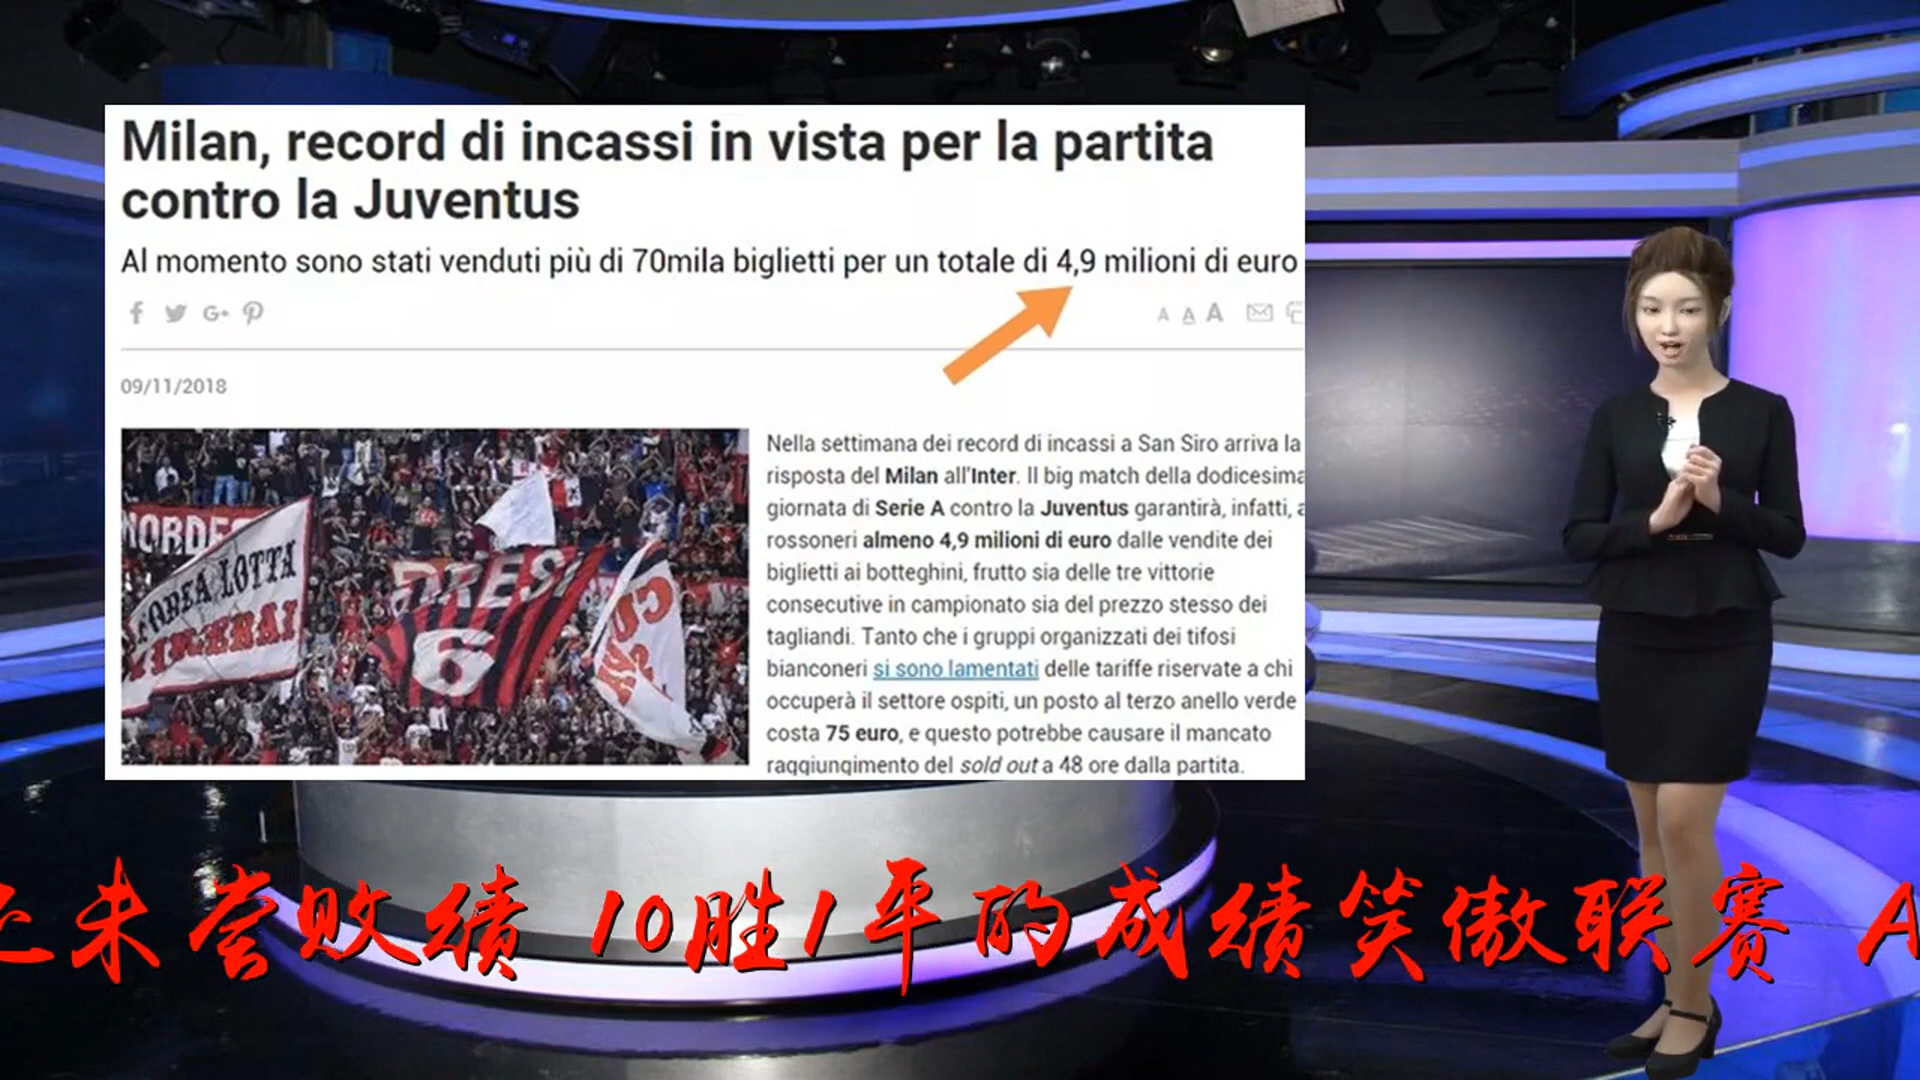 Milan, record di incassi in vista per la partita
contro la Juventus
Al momento sono stati venduti più di 70mila biglietti per un totale di 4,9 milioni di euro
A A A
09/11/2018
Nella settimana dei record di incassi a San Siro arriva la
risposta del Milan all'Inter. Il big match della dodicesima
giornata di Serie A contro la Juventus garantirà, infatti, a
rossoneri almeno 4,9 milioni di euro dalle vendite dei
biglietti ai botteghini, frutto sia delle tre vittorie
consecutive in campionato sia del prezzo stesso dei
tagliandi. Tanto che i gruppi organizzati dei tifosi
bianconeri si sono lamentati delle tariffe riservate a chi
occuperà il settore ospiti, un posto al terzo anello verde
costa 75 euro, e questo potrebbe causare il mancato
raggiungimento del sold out a 48 ore dalla partita.
LOTTA
6
未尝败绩 10胜1平的成绩笑傲联赛 A